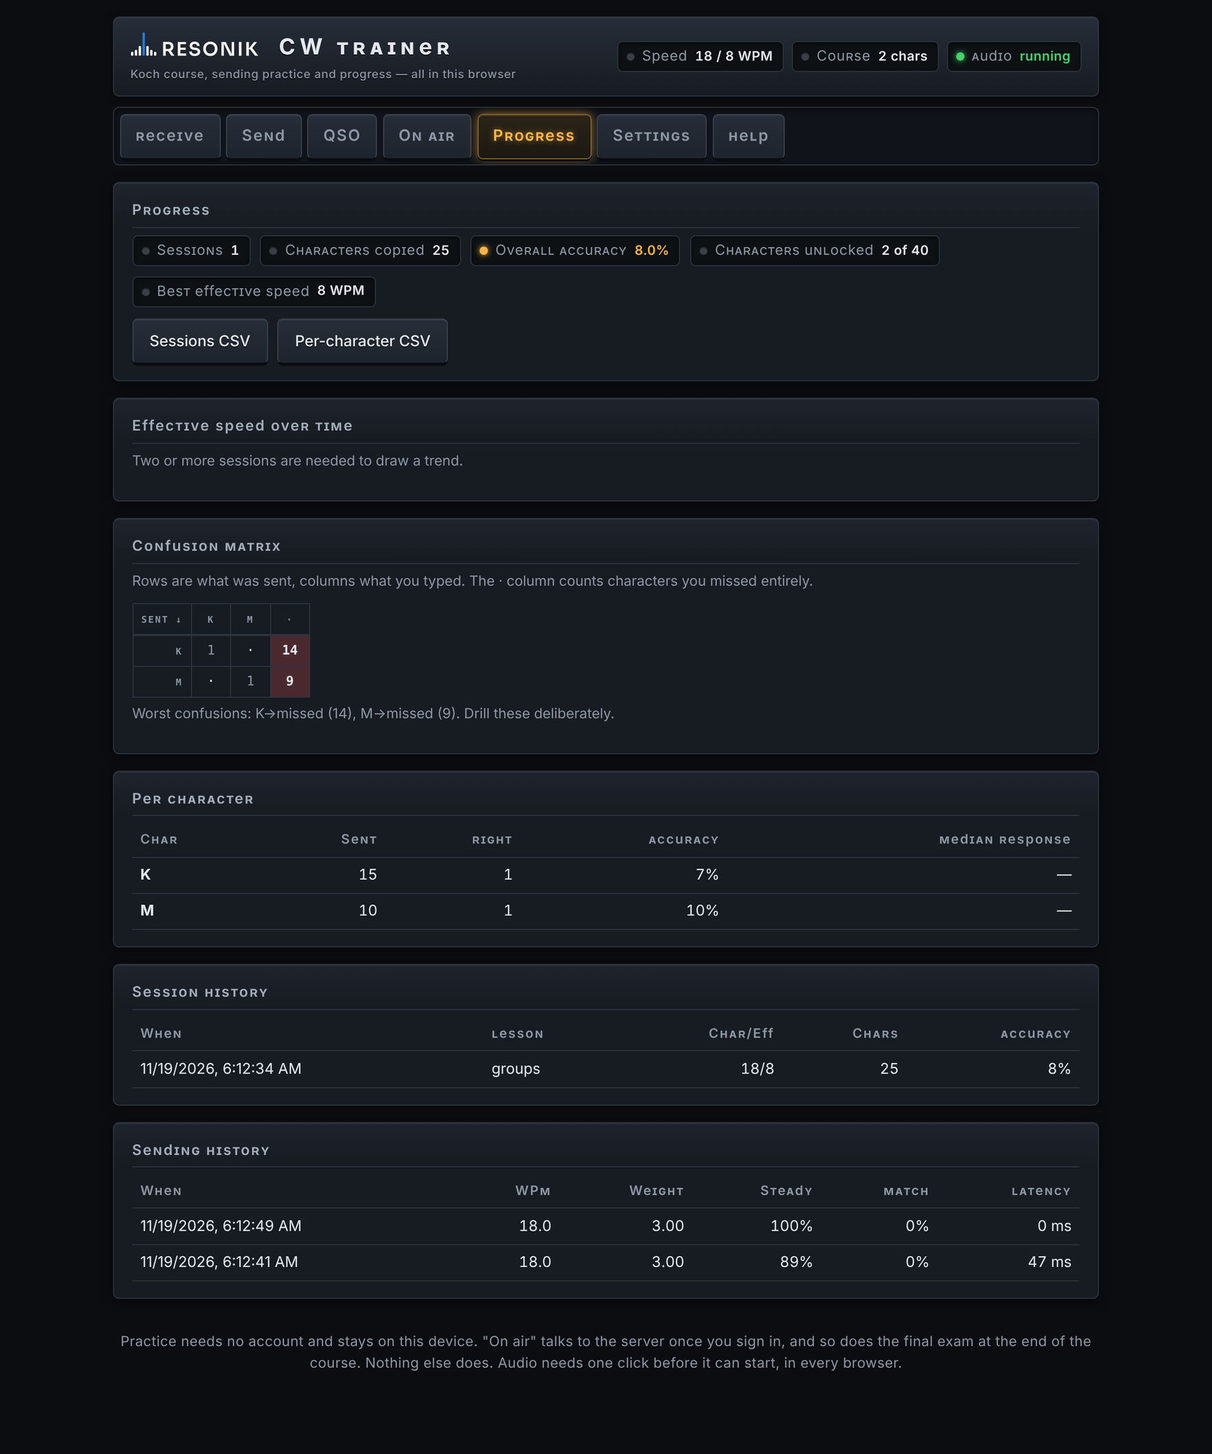 RESONIK CW TRAINER
Koch course, sending practice and progress — all in this browser
Speed 18 / 8 WPM
Course 2 chars
Audio running
Receive Send QSO On air Progress Settings Help
Progress
Sessions 1 Characters copied 25 Overall accuracy 8.0% Characters unlocked 2 of 40
Best effective speed 8 WPM
Sessions CSV Per-character CSV
Effective speed over time
Two or more sessions are needed to draw a trend.
Confusion matrix
Rows are what was sent, columns what you typed. The · column counts characters you missed entirely.
SENT ↓ K M ·
K 1 · 14
M · 1 9
Worst confusions: K→missed (14), M→missed (9). Drill these deliberately.
Per character
Char Sent Right Accuracy Median response
K 15 1 7% —
M 10 1 10% —
Session history
When Lesson Char/Eff Chars Accuracy
11/19/2026, 6:12:34 AM groups 18/8 25 8%
Sending history
When WPM Weight Steady Match Latency
11/19/2026, 6:12:49 AM 18.0 3.00 100% 0% 0 ms
11/19/2026, 6:12:41 AM 18.0 3.00 89% 0% 47 ms
Practice needs no account and stays on this device. "On air" talks to the server once you sign in, and so does the final exam at the end of the
course. Nothing else does. Audio needs one click before it can start, in every browser.